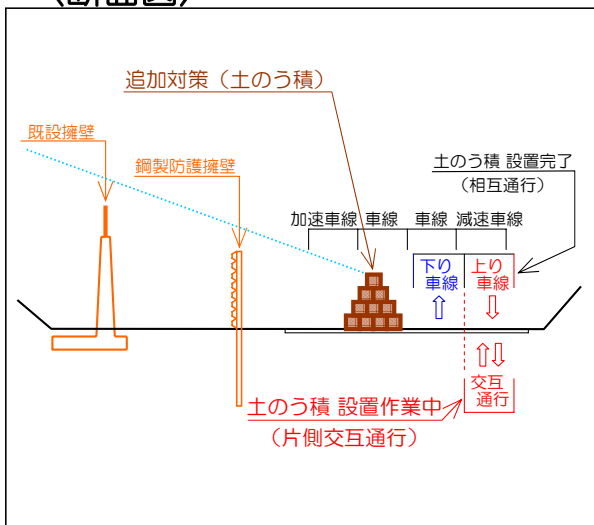 追加対策（土のう積）
既設擁壁
鋼製防護擁壁
土のう積 設置完了
（相互通行）
加速車線 車線 車線 減速車線
下り
車線
上り
車線
交互
通行
土のう積 設置作業中
（片側交互通行）